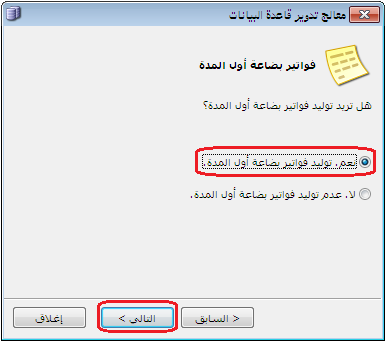 معالج تدوير قاعدة البيانات
فواتير بضاعة أول المدة
هل تريد توليد فواتير بضاعة أول المدة؟
نعم، توليد فواتير بضاعة أول المدة.
لا، عدم توليد فواتير بضاعة أول المدة.
< السابق
التالي >
إغلاق